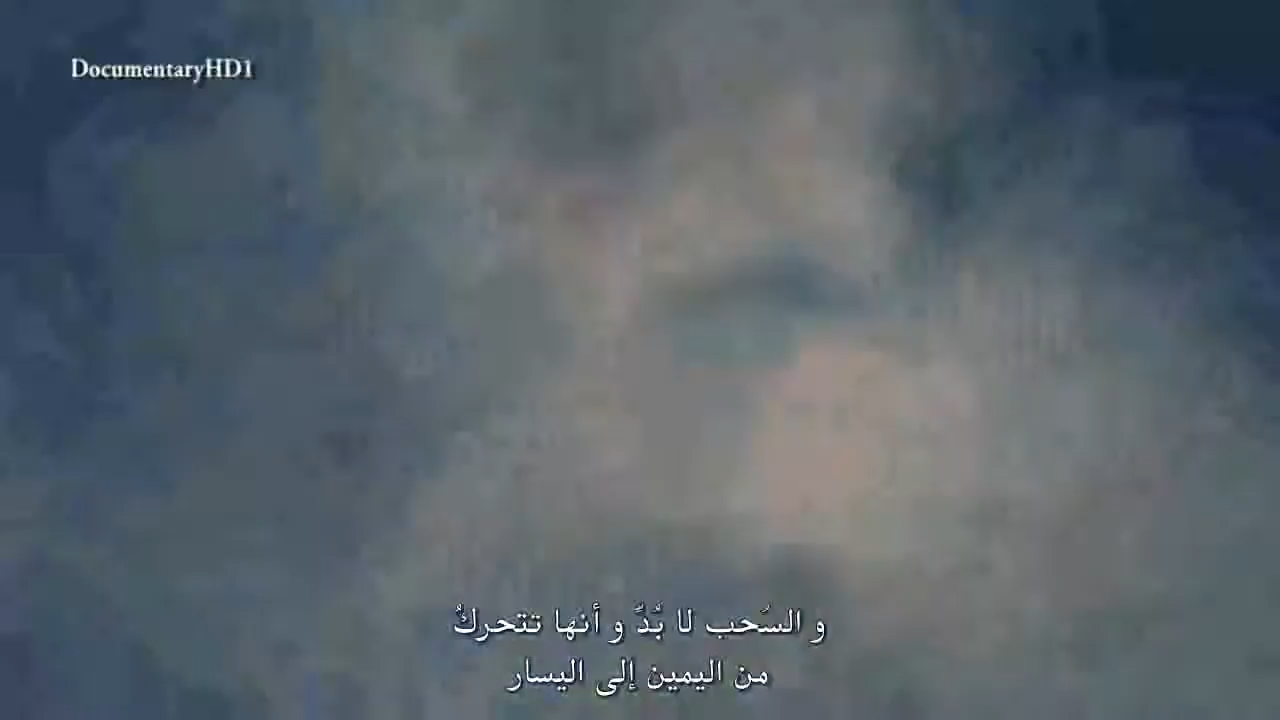 DocumentaryHD1
و السُحب لا بُدَّ و أنها تتحركُ
من اليمين إلى اليسار